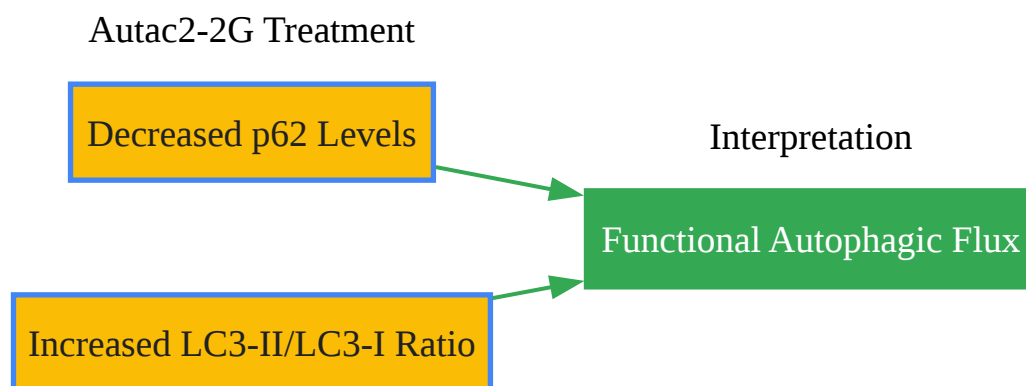 Autac2-2G Treatment
Decreased p62 Levels
Interpretation
Functional Autophagic Flux
Increased LC3-II/LC3-I Ratio